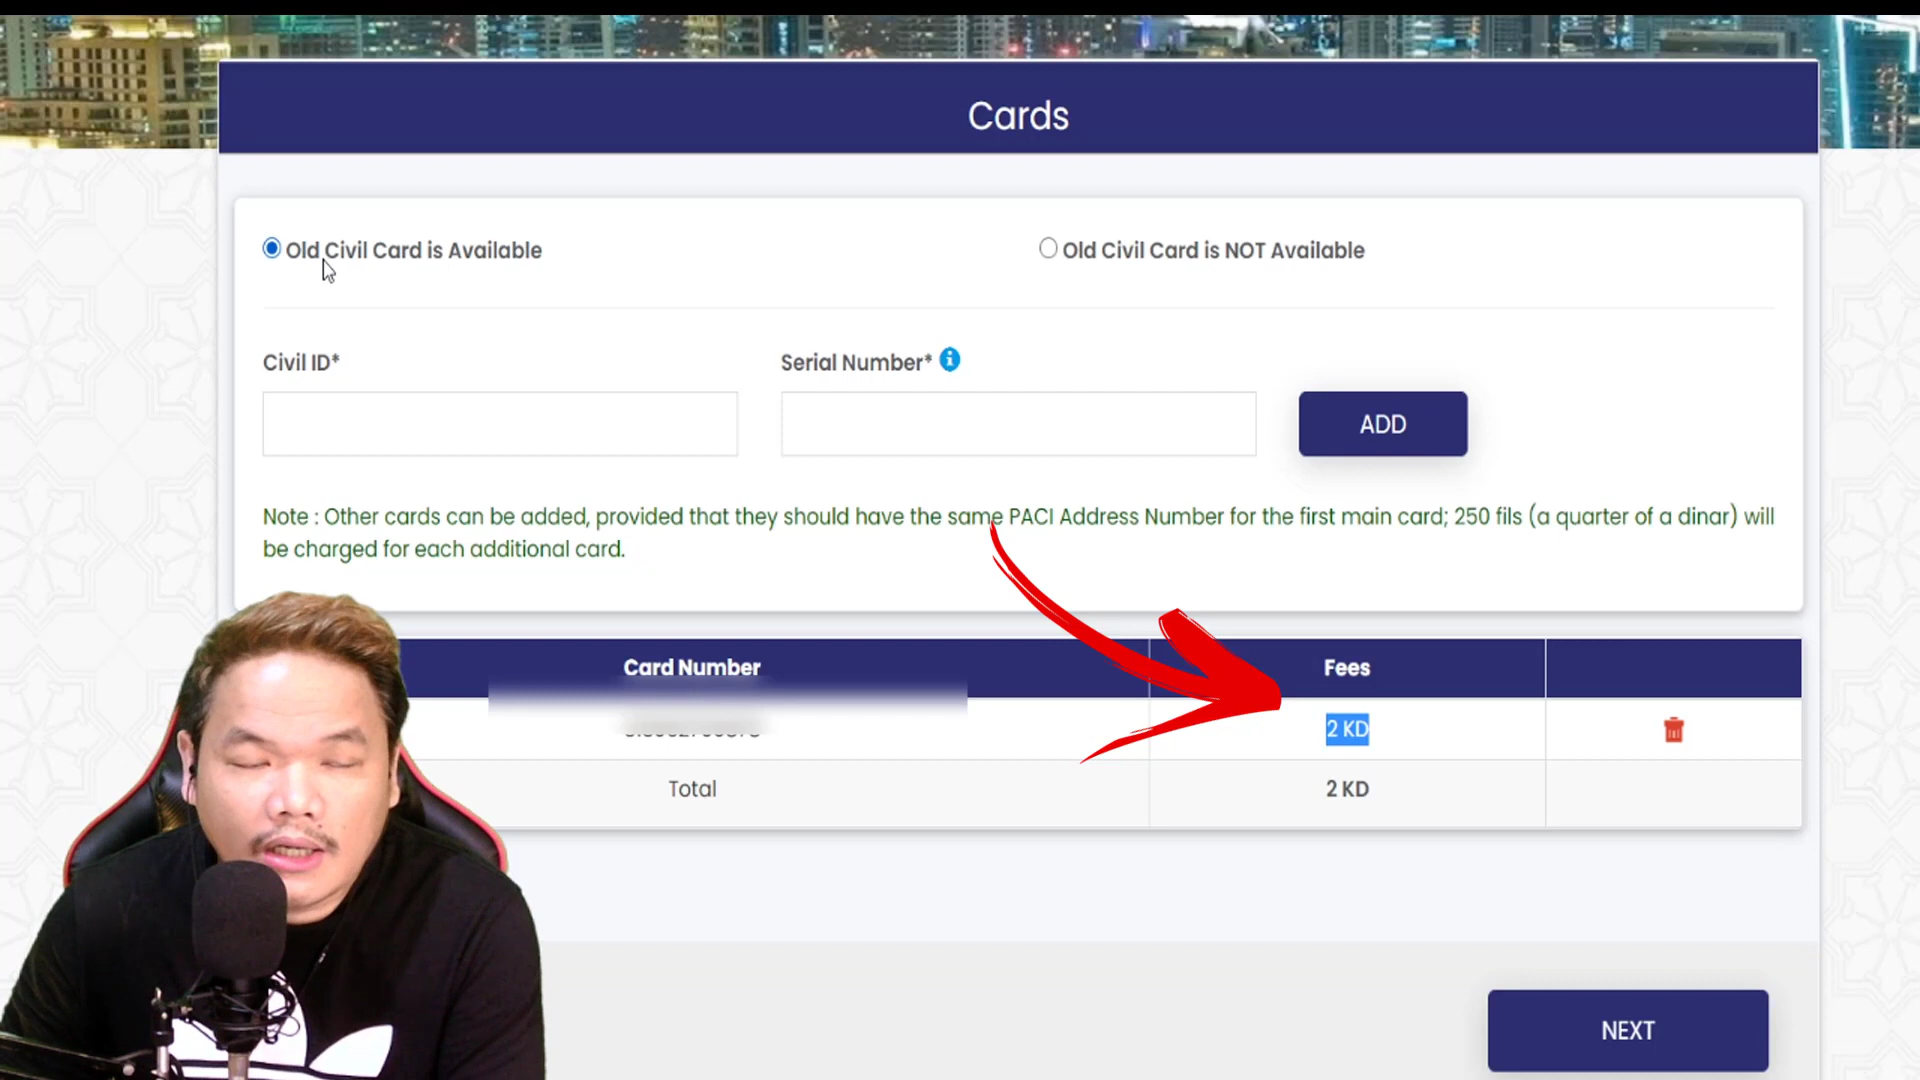 Cards
Old Civil Card is Available
Old Civil Card is NOT Available
Civil ID*
Serial Number*
ADD
Note : Other cards can be added, provided that they should have the same PACI Address Number for the first main card; 250 fils (a quarter of a dinar) will
be charged for each additional card.
Card Number
Fees
2 KD
Total
2 KD
NEXT